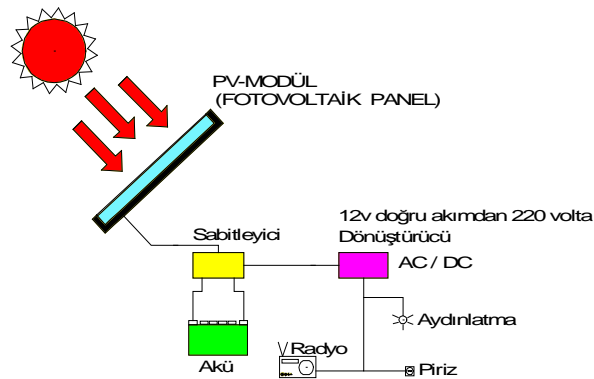 PV-MODÜL
(FOTOVOLTAİK PANEL)
12v doğru akımdan 220 volta
Sabitleyici
Dönüştürücü
AC / DC
Aydınlatma
Radyo
Akü
Piriz